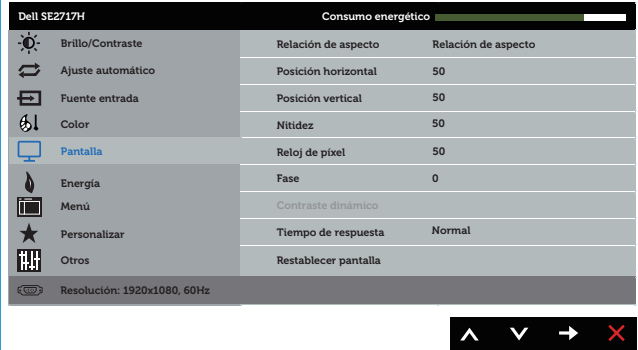 Dell SE2717H Consumo energético
Brillo/Contraste
Ajuste automático
Fuente entrada
Color
Pantalla
Energía
Menú
Personalizar
Otros
Relación de aspecto Relación de aspecto
Posición horizontal 50
Posición vertical 50
Nitidez 50
Reloj de píxel 50
Fase 0
Contraste dinámico
Tiempo de respuesta Normal
Restablecer pantalla
Resolución: 1920x1080, 60Hz